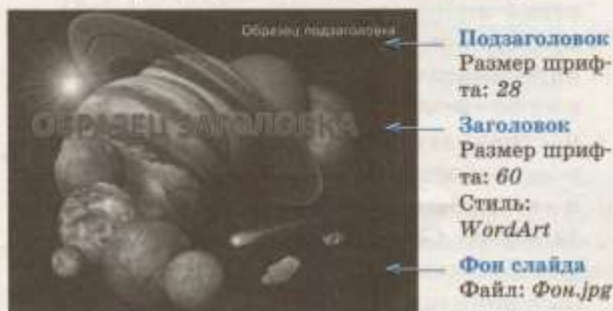 Образец подзаголовка
ОБРАЗЕЦ ЗАГОЛОВКА
Подзаголовок
Размер шриф-
та: 28
Заголовок
Размер шриф-
та: 60
Стиль:
WordArt
Фон слайда
Файл: Фон.jpg